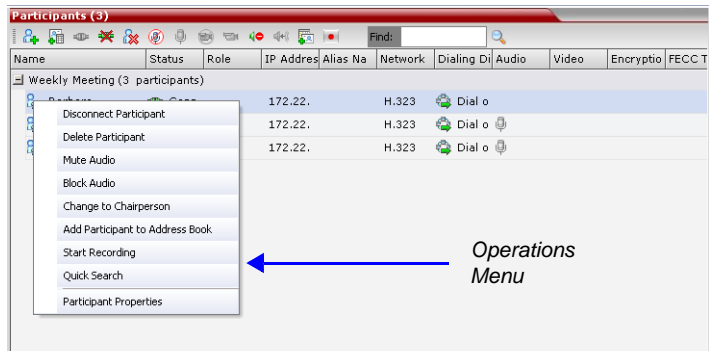 Participants (3)
Find:
Name Status Role IP Addres Alias Na Network Dialing Di Audio Video Encryptio FECC T
Weekly Meeting (3 participants)
172.22. H.323 Dial o
Disconnect Participant
172.22. H.323 Dial o
Delete Participant
172.22. H.323 Dial o
Mute Audio
Block Audio
Change to Chairperson
Add Participant to Address Book
Start Recording
Quick Search
Participant Properties
Operations
Menu